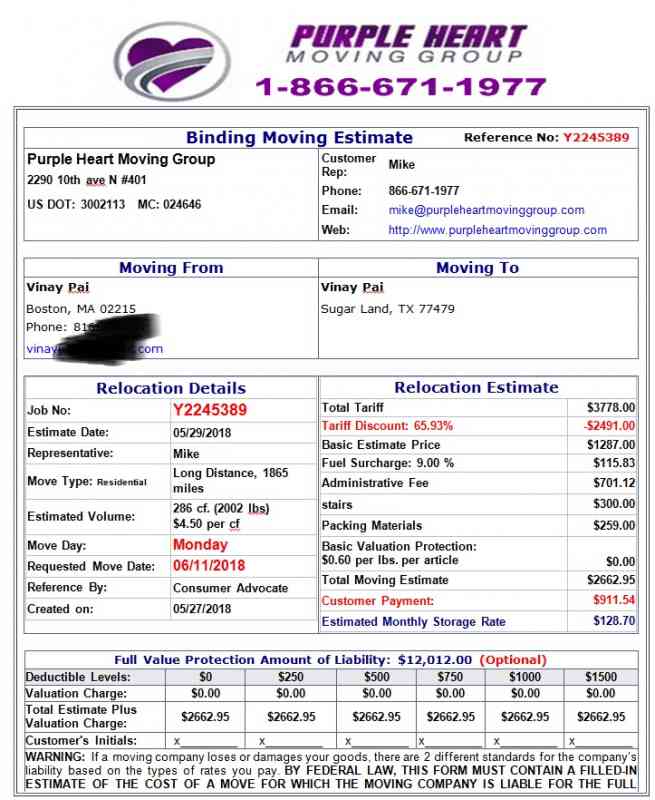 PURPLE HEART
MOVING GROUP
1-866-671-1977
Binding Moving Estimate Reference No: Y2245389
Purple Heart Moving Group
2290 10th ave N #401
US DOT: 3002113 MC: 024646
Customer Rep: Mike
Phone: 866-671-1977
Email: mike@purpleheartmovinggroup.com
Web: http://www.purpleheartmovinggroup.com
Moving From
Vinay Pai
Boston, MA 02215
Phone: 81
vinay .com
Moving To
Vinay Pai
Sugar Land, TX 77479
Relocation Details
Job No: Y2245389
Estimate Date: 05/29/2018
Representative: Mike
Move Type: Residential Long Distance, 1865 miles
Estimated Volume: 286 cf. (2002 lbs) $4.50 per cf
Move Day: Monday
Requested Move Date: 06/11/2018
Reference By: Consumer Advocate
Created on: 05/27/2018
Relocation Estimate
Total Tariff $3778.00
Tariff Discount: 65.93% -$2491.00
Basic Estimate Price $1287.00
Fuel Surcharge: 9.00 % $115.83
Administrative Fee $701.12
stairs $300.00
Packing Materials $259.00
Basic Valuation Protection:
$0.60 per lbs. per article $0.00
Total Moving Estimate $2662.95
Customer Payment: $911.54
Estimated Monthly Storage Rate $128.70
Full Value Protection Amount of Liability: $12,012.00 (Optional)
Deductible Levels: $0 $250 $500 $750 $1000 $1500
Valuation Charge: $0.00 $0.00 $0.00 $0.00 $0.00 $0.00
Total Estimate Plus Valuation Charge: $2662.95 $2662.95 $2662.95 $2662.95 $2662.95 $2662.95
Customer's Initials: x________ x________ x________ x________ x________ x________
WARNING: If a moving company loses or damages your goods, there are 2 different standards for the company's
liability based on the types of rates you pay. BY FEDERAL LAW, THIS FORM MUST CONTAIN A FILLED-IN
ESTIMATE OF THE COST OF A MOVE FOR WHICH THE MOVING COMPANY IS LIABLE FOR THE FULL